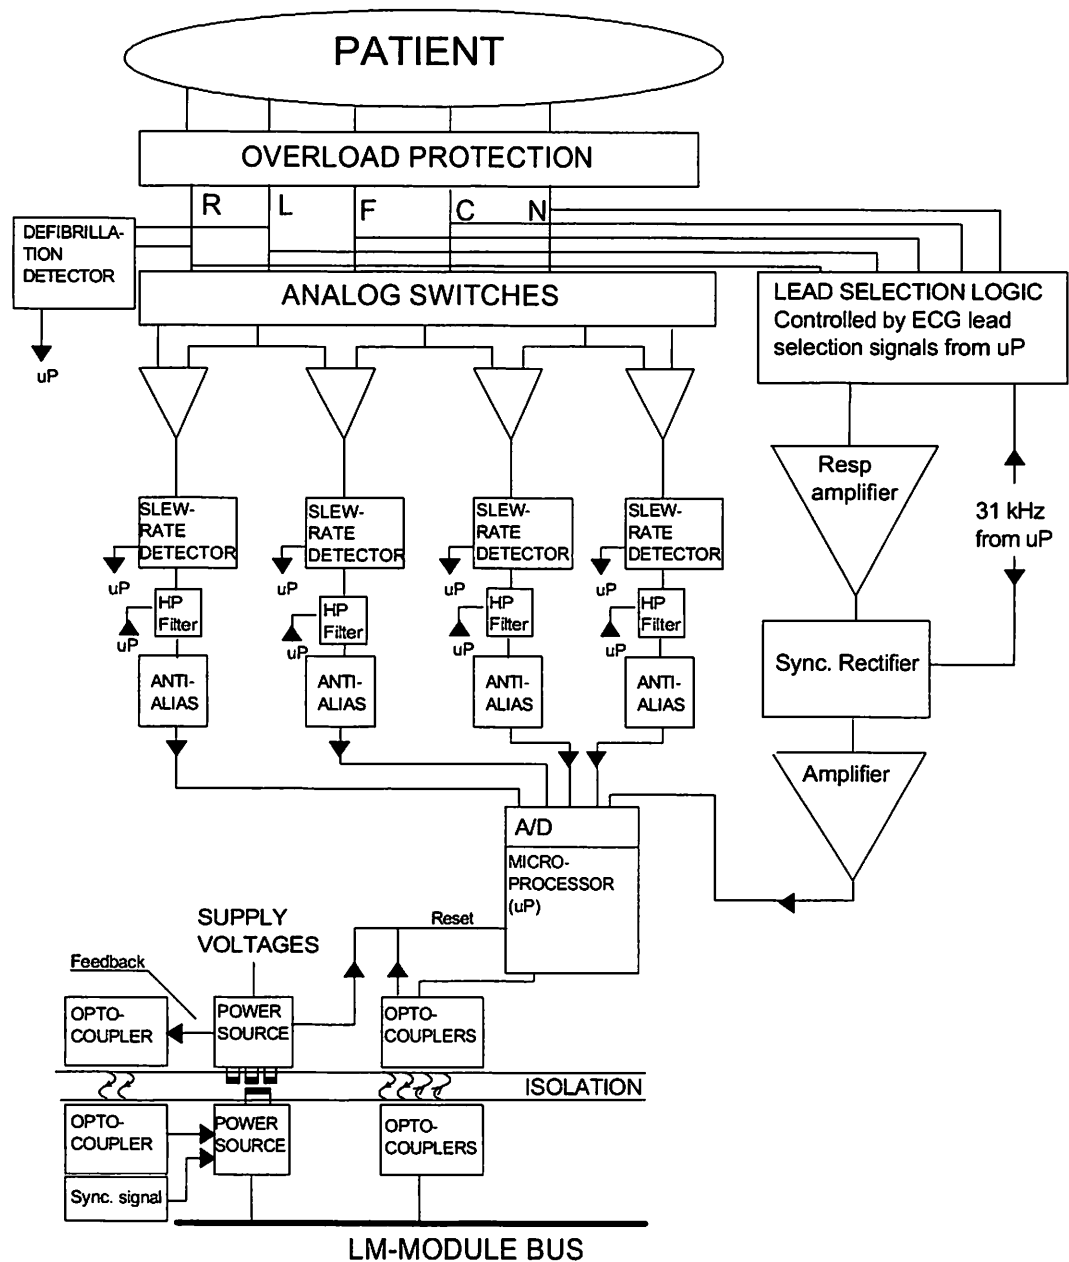 PATIENT
OVERLOAD PROTECTION
R L F C N
DEFIBRILLA-
TION
DETECTOR
uP
ANALOG SWITCHES
LEAD SELECTION LOGIC
Controlled by ECG lead
selection signals from uP
Resp
amplifier
31 kHz
from uP
SLEW-
RATE
DETECTOR
uP
SLEW-
RATE
DETECTOR
uP
SLEW-
RATE
DETECTOR
uP
SLEW-
RATE
DETECTOR
uP
HP
Filter
uP
HP
Filter
uP
HP
Filter
uP
HP
Filter
uP
Sync. Rectifier
ANTI-
ALIAS
ANTI-
ALIAS
ANTI-
ALIAS
ANTI-
ALIAS
Amplifier
A/D
MICRO-
PROCESSOR
(uP)
Reset
SUPPLY
VOLTAGES
Feedback
OPTO-
COUPLER
POWER
SOURCE
OPTO-
COUPLERS
ISOLATION
OPTO-
COUPLER
POWER
SOURCE
OPTO-
COUPLERS
Sync. signal
LM-MODULE BUS